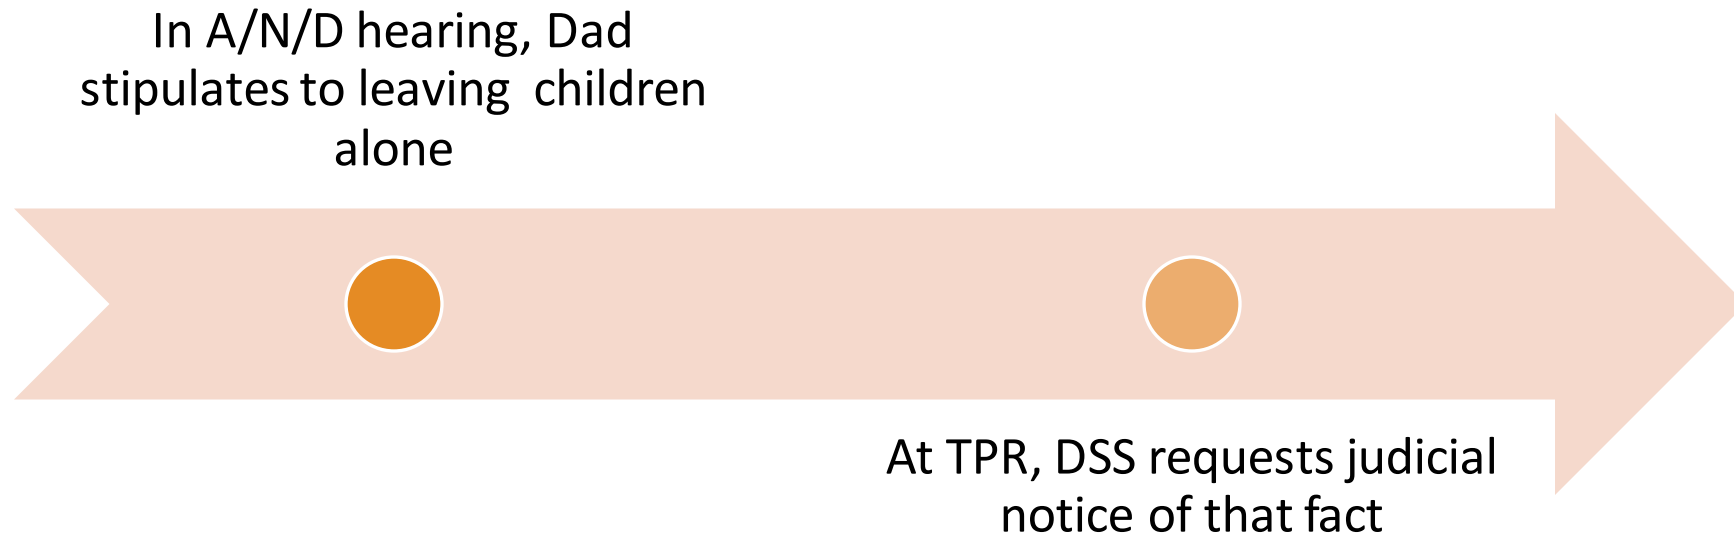 In A/N/D hearing, Dad
stipulates to leaving children
alone
At TPR, DSS requests judicial
notice of that fact